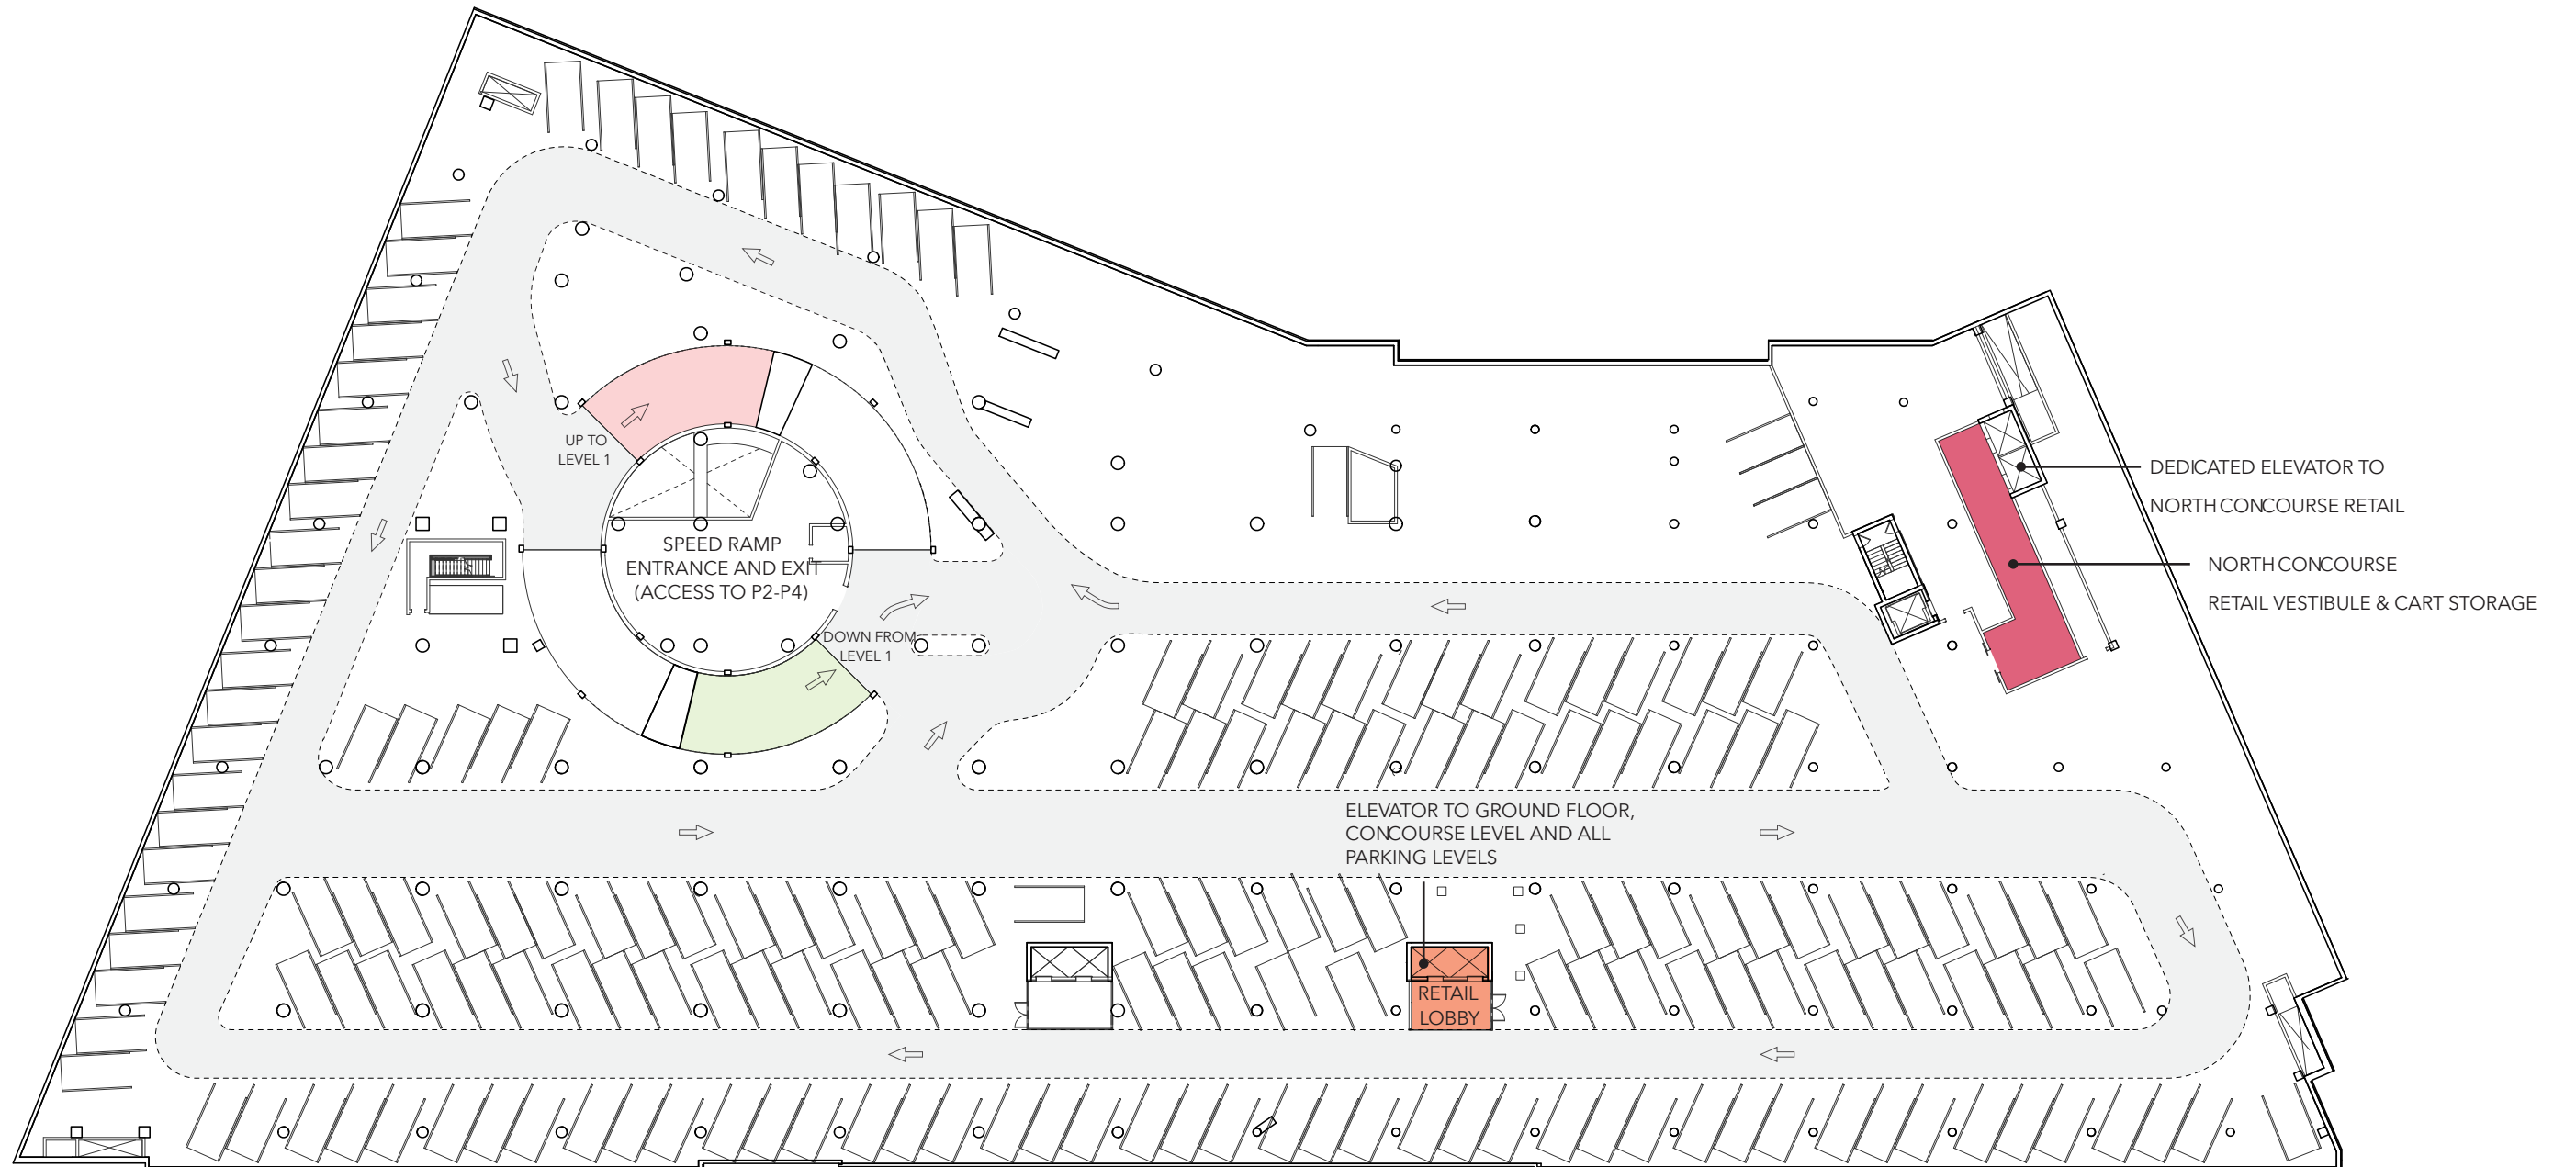 UP TO
LEVEL 1
SPEED RAMP
ENTRANCE AND EXIT
(ACCESS TO P2-P4)
DOWN FROM
LEVEL 1
DEDICATED ELEVATOR TO
NORTH CONCOURSE RETAIL
NORTH CONCOURSE
RETAIL VESTIBULE & CART STORAGE
ELEVATOR TO GROUND FLOOR,
CONCOURSE LEVEL AND ALL
PARKING LEVELS
RETAIL
LOBBY